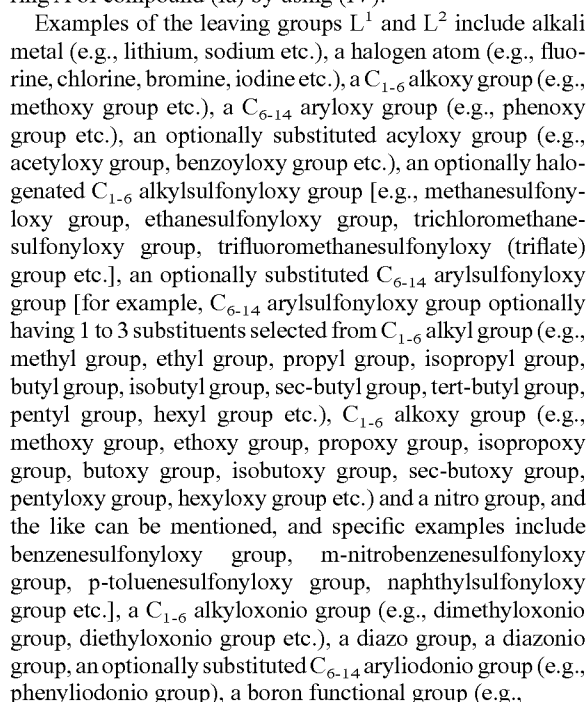 ring A of compound (Ia) by using (17).
Examples of the leaving groups L1 and L2 include alkali
metal (e.g., lithium, sodium etc.), a halogen atom (e.g., fluo-
rine, chlorine, bromine, iodine etc.), a C1-6 alkoxy group (e.g.,
methoxy group etc.), a C6-14 aryloxy group (e.g., phenoxy
group etc.), an optionally substituted acyloxy group (e.g.,
acetyloxy group, benzoyloxy group etc.), an optionally halo-
genated C1-6 alkylsulfonyloxy group [e.g., methanesulfony-
loxy group, ethanesulfonyloxy group, trichloromethane-
sulfonyloxy group, trifluoromethanesulfonyloxy (triflate)
group etc.], an optionally substituted C6-14 arylsulfonyloxy
group [for example, C6-14 arylsulfonyloxy group optionally
having 1 to 3 substituents selected from C1-6 alkyl group (e.g.,
methyl group, ethyl group, propyl group, isopropyl group,
butyl group, isobutyl group, sec-butyl group, tert-butyl group,
pentyl group, hexyl group etc.), C1-6 alkoxy group (e.g.,
methoxy group, ethoxy group, propoxy group, isopropoxy
group, butoxy group, isobutoxy group, sec-butoxy group,
pentyloxy group, hexyloxy group etc.) and a nitro group, and
the like can be mentioned, and specific examples include
benzenesulfonyloxy group, m-nitrobenzenesulfonyloxy
group, p-toluenesulfonyloxy group, naphthylsulfonyloxy
group etc.], a C1-6 alkyloxonio group (e.g., dimethyloxonio
group, diethyloxonio group etc.), a diazo group, a diazonio
group, an optionally substituted C6-14 aryliodonio group (e.g.,
phenyliodonio group), a boron functional group (e.g.,